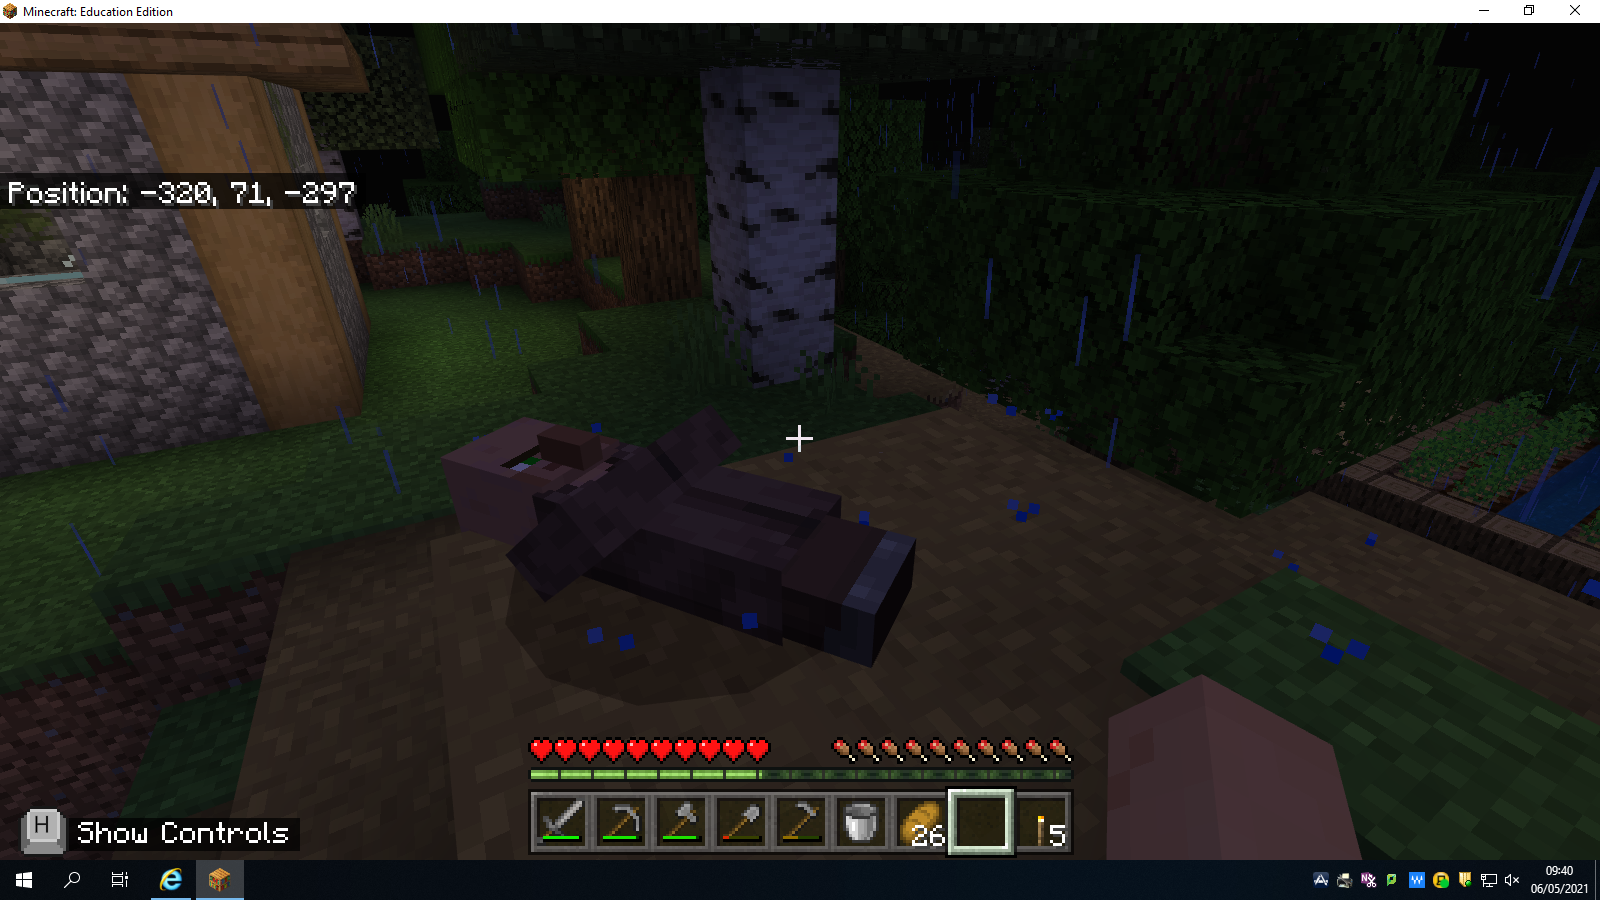 Minecraft: Education Edition
Position: -320, 71, -297
H Show Controls
26
5
09:40
06/05/2021